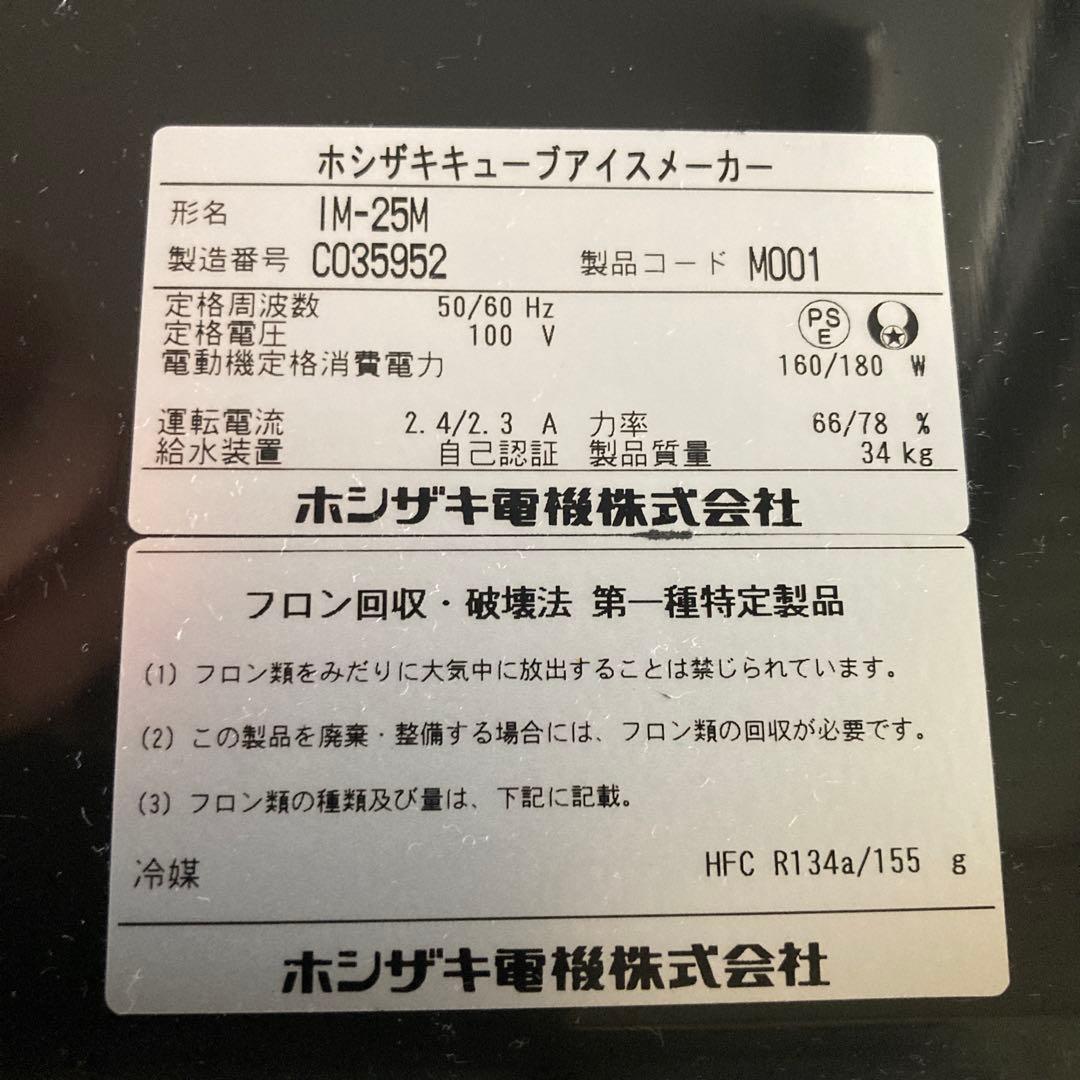 ホシザキキューブアイスメーカー
形名 IM-25M
製造番号 C035952 製品コード M001
定格周波数 50/60 Hz
定格電圧 100 V
PS E
電動機定格消費電力 160/180 W
運転電流 2.4/2.3 A 力率 66/78 %
給水装置 自己認証 製品質量 34 kg
ホシザキ電機株式会社
フロン回収・破壊法 第一種特定製品
(1) フロン類をみだりに大気中に放出することは禁じられています。
(2) この製品を廃棄・整備する場合には、フロン類の回収が必要です。
(3) フロン類の種類及び量は、下記に記載。
冷媒 HFC R134a/155 g
ホシザキ電機株式会社